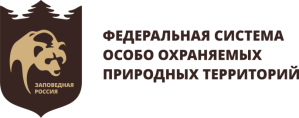 ЗАПОВЕДНАЯ
РОССИЯ
ФЕДЕРАЛЬНАЯ СИСТЕМА
ОСОБО ОХРАНЯЕМЫХ
ПРИРОДНЫХ ТЕРРИТОРИЙ